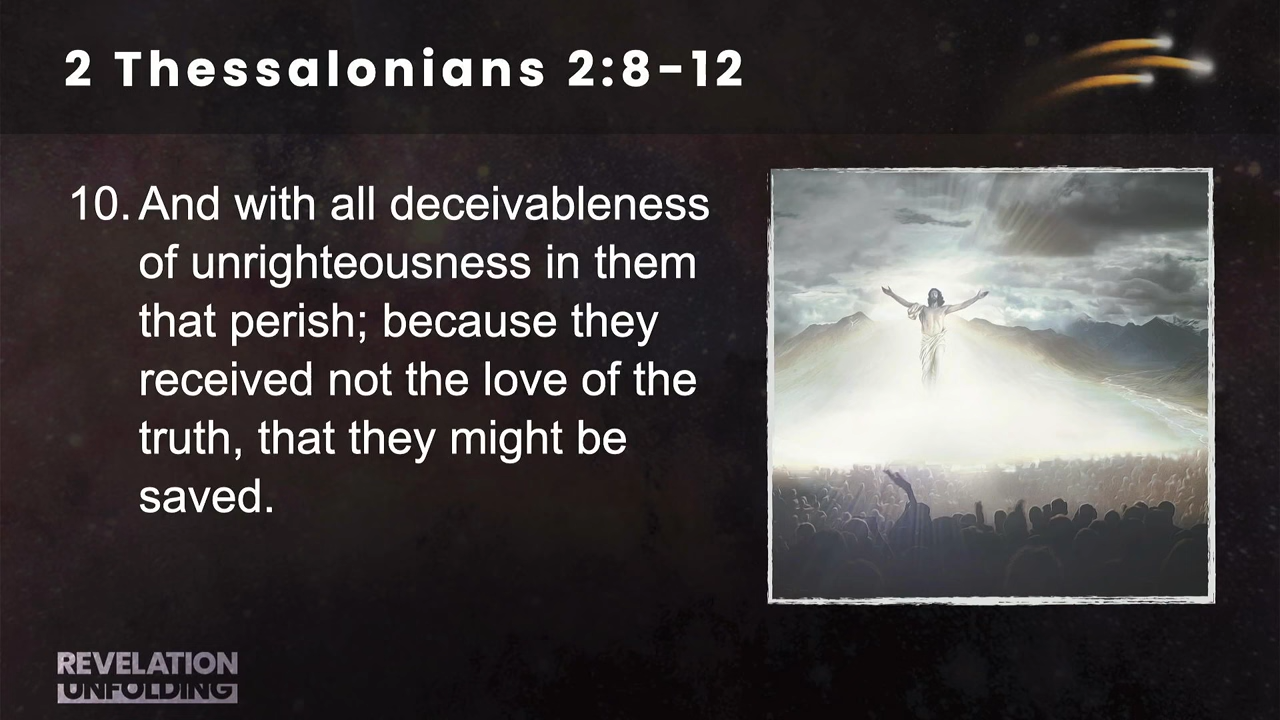 2 Thessalonians 2:8-12
10. And with all deceivableness
of unrighteousness in them
that perish; because they
received not the love of the
truth, that they might be
saved.
REVELATION
UNFOLDING